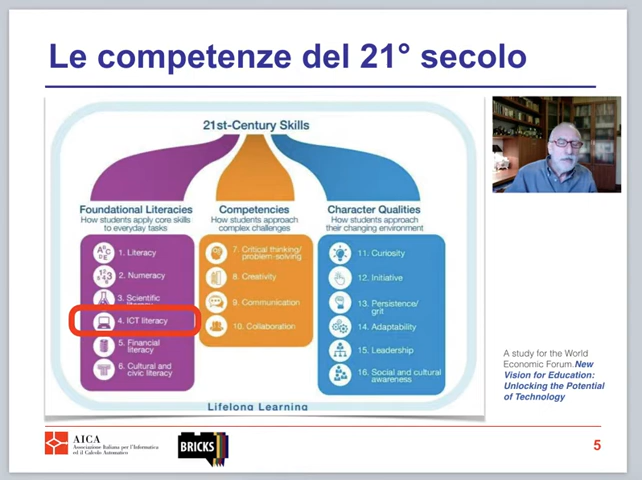 Le competenze del 21° secolo
21st-Century Skills
Foundational Literacies
How students apply core skills
to everyday tasks
1. Literacy
2. Numeracy
3. Scientific
literacy
4. ICT literacy
5. Financial
literacy
6. Cultural and
civic literacy
Competencies
How students approach
complex challenges
7. Critical thinking/
problem-solving
8. Creativity
9. Communication
10. Collaboration
Character Qualities
How students approach
their changing environment
11. Curiosity
12. Initiative
13. Persistence/
grit
14. Adaptability
15. Leadership
16. Social and cultural
awareness
Lifelong Learning
A study for the World
Economic Forum.New
Vision for Education:
Unlocking the Potential
of Technology
AICA
Associazione Italiana per l'Informatica
ed il Calcolo Automatico
BRICKS
5